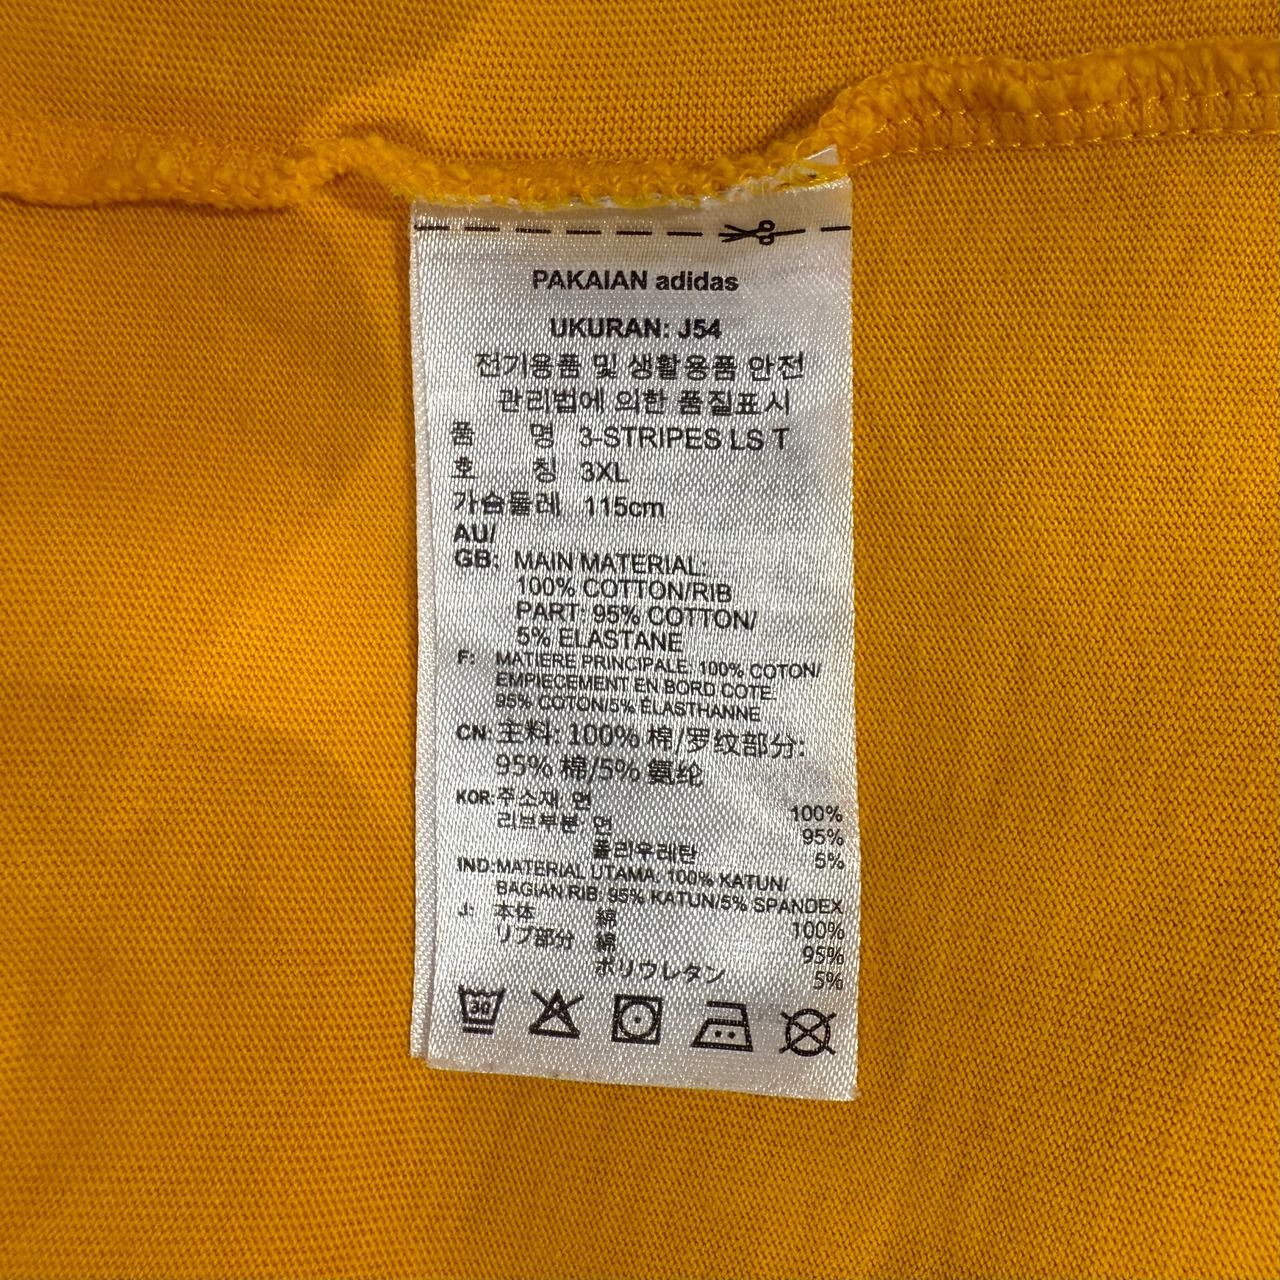 PAKAIAN adidas
UKURAN: J54
전기용품 및 생활용품 안전
관리법에 의한 품질표시
품 명 3-STRIPES LS T
호 칭 3XL
가슴둘레 115cm
AU/
GB: MAIN MATERIAL:
100% COTTON/RIB
PART: 95% COTTON/
5% ELASTANE
F: MATIERE PRINCIPALE: 100% COTON/
EMPIECEMENT EN BORD COTE:
95% COTON/5% ÉLASTHANNE
CN: 主料: 100% 棉/罗纹部分:
95% 棉/5% 氨纶
KOR: 주소재 면 100%
리브부분 면 95%
폴리우레탄 5%
IND: MATERIAL UTAMA: 100% KATUN/
BAGIAN RIB: 95% KATUN/5% SPANDEX
J: 本体 綿 100%
リブ部分 綿 95%
ポリウレタン 5%
30